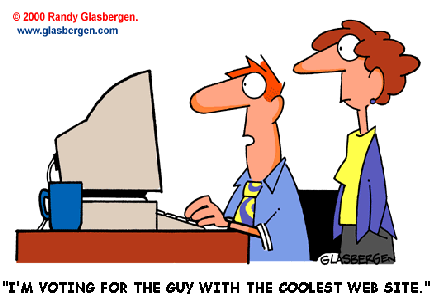 © 2000 Randy Glasbergen.
www.glasbergen.com
GLASBERGEN
"I'M VOTING FOR THE GUY WITH THE COOLEST WEB SITE."